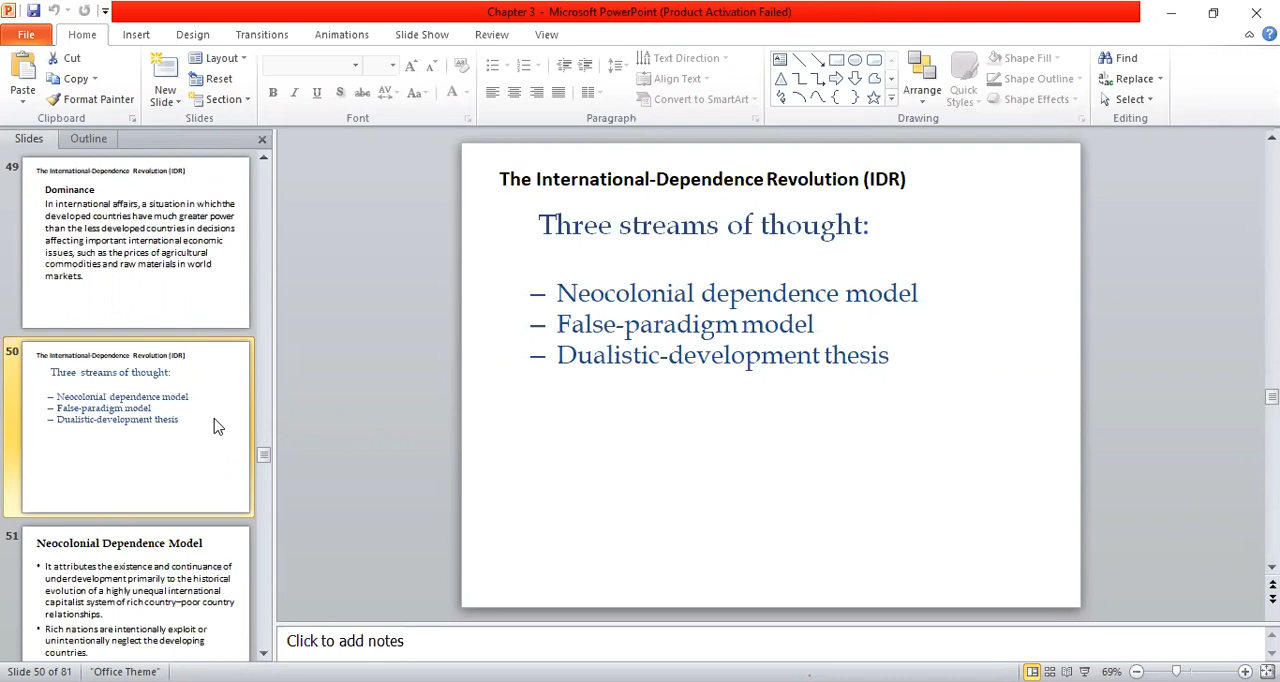 Chapter 3 - Microsoft PowerPoint (Product Activation Failed)
File Home Insert Design Transitions Animations Slide Show Review View
Paste
Cut
Copy
Format Painter
Clipboard
New Slide
Layout
Reset
Section
Slides
B I U S abc AV Aa A
Font
Text Direction
Align Text
Convert to SmartArt
Paragraph
Arrange
Quick Styles
Shape Fill
Shape Outline
Shape Effects
Drawing
Find
Replace
Select
Editing
Slides Outline
49
The International-Dependence Revolution (IDR)
Dominance
In international affairs, a situation in whichthe
developed countries have much greater power
than the less developed countries in decisions
affecting important international economic
issues, such as the prices of agricultural
commodities and raw materials in world
markets.
50
The International-Dependence Revolution (IDR)
Three streams of thought:
– Neocolonial dependence model
– False-paradigm model
– Dualistic-development thesis
51
Neocolonial Dependence Model
• It attributes the existence and continuance of
underdevelopment primarily to the historical
evolution of a highly unequal international
capitalist system of rich country–poor country
relationships.
• Rich nations are intentionally exploit or
unintentionally neglect the developing
countries.
The International-Dependence Revolution (IDR)
Three streams of thought:
– Neocolonial dependence model
– False-paradigm model
– Dualistic-development thesis
Click to add notes
Slide 50 of 81 "Office Theme" 69%